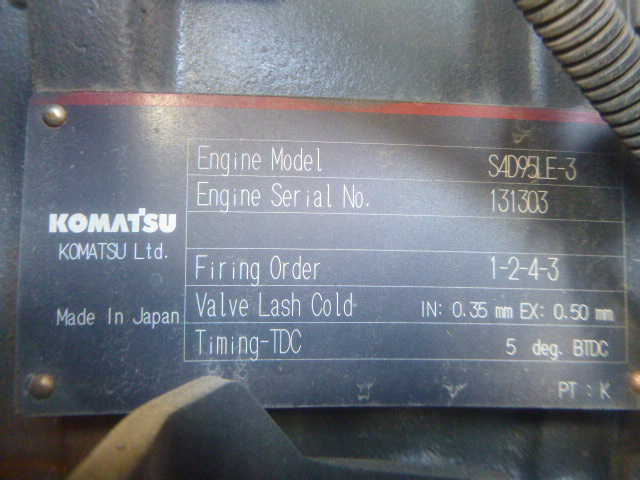 Engine Model S4D95LE-3
Engine Serial No. 131303
KOMATSU
KOMATSU Ltd.
Firing Order 1-2-4-3
Valve Lash Cold IN: 0.35 mm EX: 0.50 mm
Made In Japan
Timing-TDC 5 deg. BTDC
PT : K